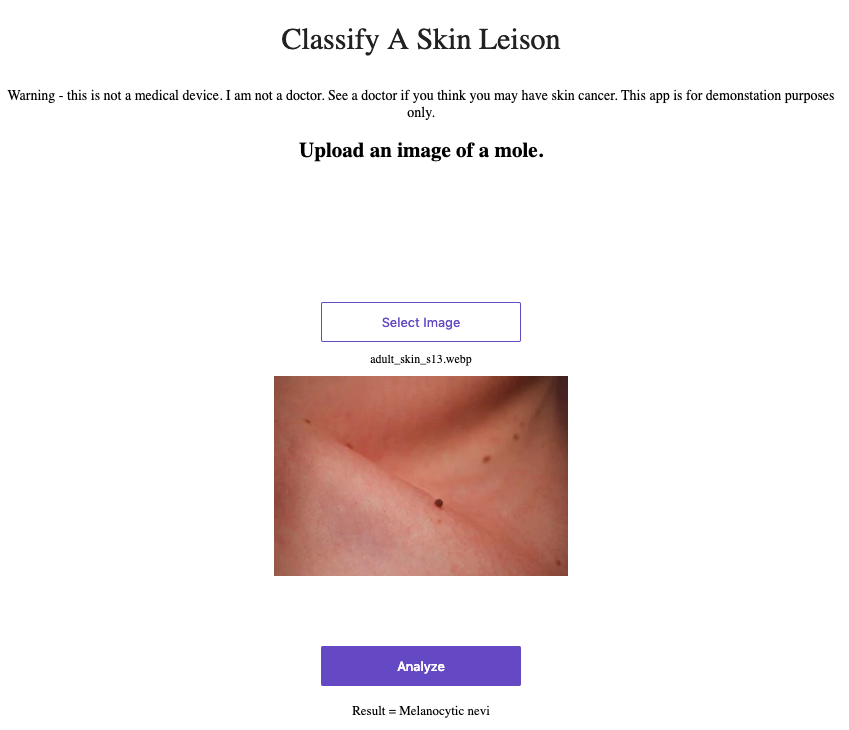 Classify A Skin Leison
Warning - this is not a medical device. I am not a doctor. See a doctor if you think you may have skin cancer. This app is for demonstation purposes
only.
Upload an image of a mole.
Select Image
adult_skin_s13.webp
Analyze
Result = Melanocytic nevi